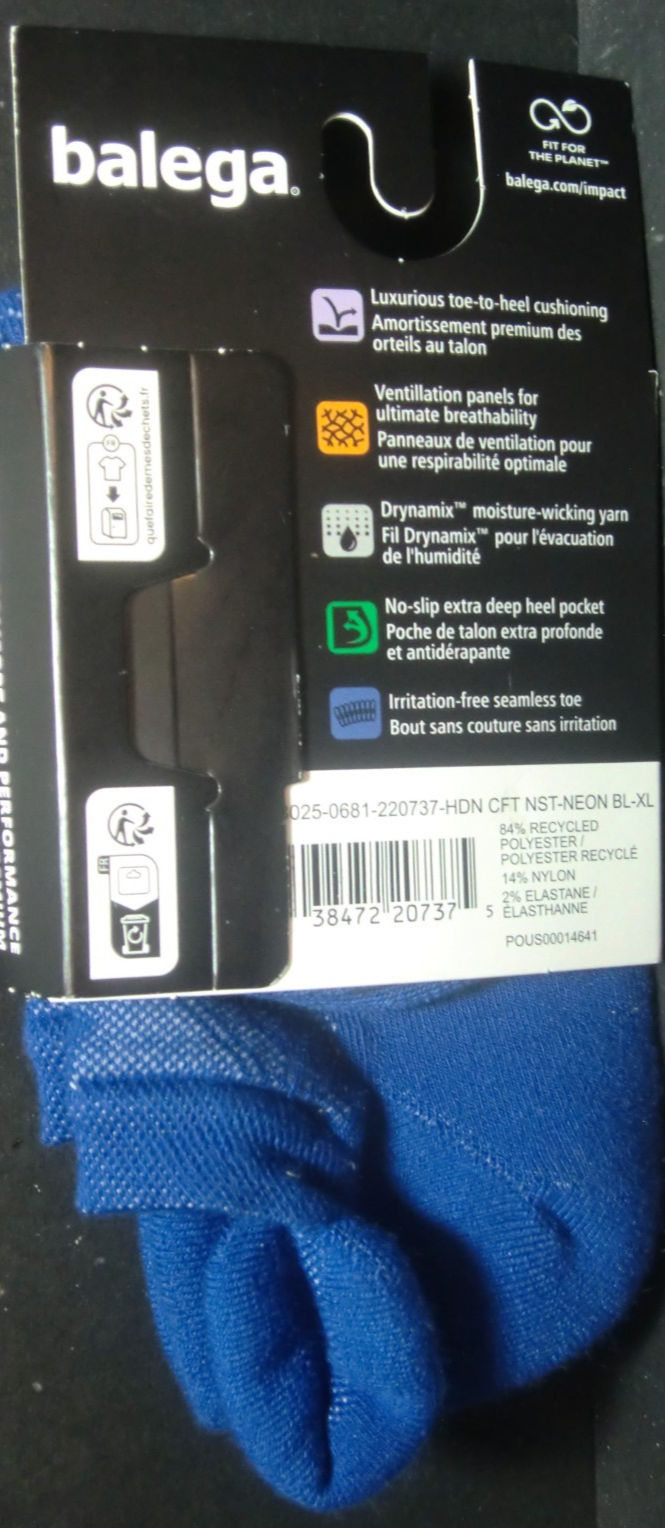 balega®
FIT FOR
THE PLANET™
balega.com/impact
Luxurious toe-to-heel cushioning
Amortissement premium des
orteils au talon
Ventillation panels for
ultimate breathability
Panneaux de ventilation pour
une respirabilité optimale
Drynamix™ moisture-wicking yarn
Fil Drynamix™ pour l'évacuation
de l'humidité
No-slip extra deep heel pocket
Poche de talon extra profonde
et antidérapante
Irritation-free seamless toe
Bout sans couture sans irritation
FR
quefairedemesdechets.fr
FR
AND PERFORMANCE
025-0681-220737-HDN CFT NST-NEON BL-XL
84% RECYCLED
POLYESTER /
POLYESTER RECYCLÉ
14% NYLON
2% ELASTANE /
ÉLASTHANNE
38472 20737 5
POUS00014641